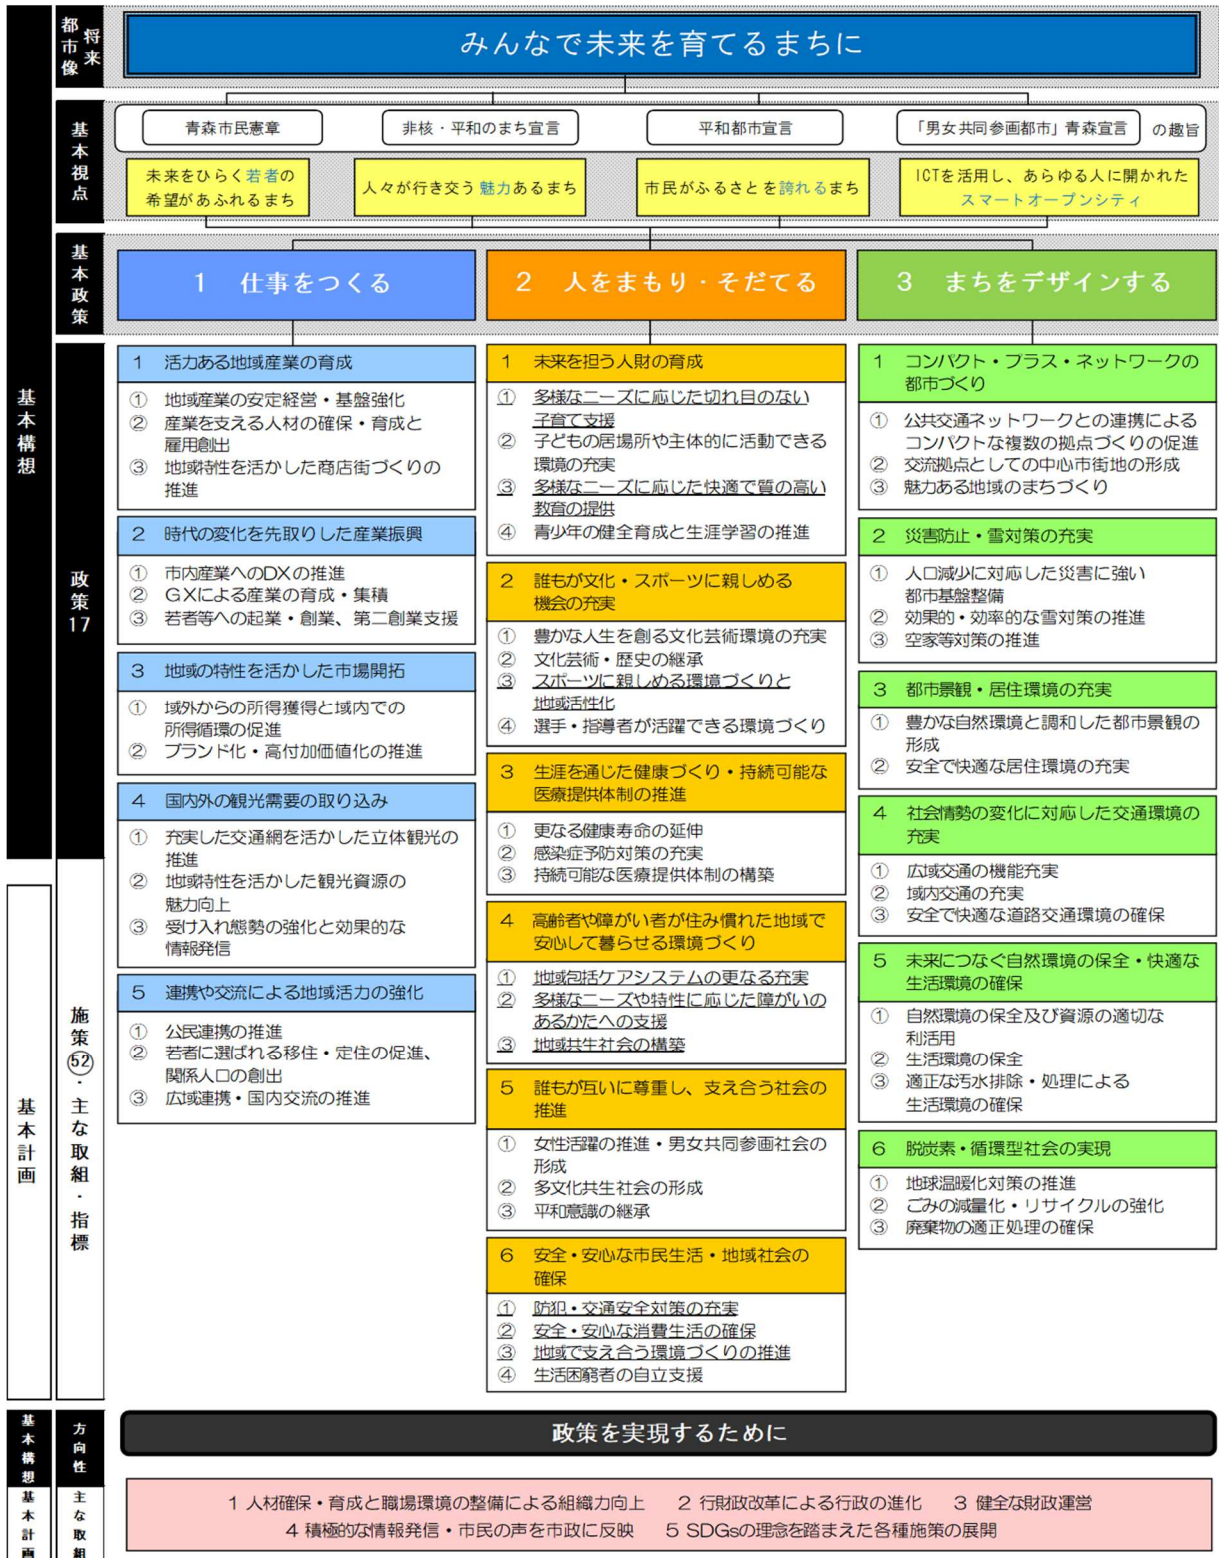 将来
都市像
みんなで未来を育てるまちに
基本視点
青森市民憲章
非核・平和のまち宣言
平和都市宣言
「男女共同参画都市」青森宣言
の趣旨
未来をひらく若者の
希望があふれるまち
人々が行き交う魅力あるまち
市民がふるさとを誇れるまち
ICTを活用し、あらゆる人に開かれた
スマートオープンシティ
基本政策
1 仕事をつくる
2 人をまもり・そだてる
3 まちをデザインする
基本構想
政策17
1 活力ある地域産業の育成
① 地域産業の安定経営・基盤強化
② 産業を支える人材の確保・育成と
雇用創出
③ 地域特性を活かした商店街づくりの
推進
2 時代の変化を先取りした産業振興
① 市内産業へのDXの推進
② GXによる産業の育成・集積
③ 若者等への起業・創業、第二創業支援
3 地域の特性を活かした市場開拓
① 域外からの所得獲得と域内での
所得循環の促進
② ブランド化・高付加価値化の推進
4 国内外の観光需要の取り込み
① 充実した交通網を活かした立体観光の
推進
② 地域特性を活かした観光資源の
魅力向上
③ 受け入れ態勢の強化と効果的な
情報発信
5 連携や交流による地域活力の強化
① 公民連携の推進
② 若者に選ばれる移住・定住の促進、
関係人口の創出
③ 広域連携・国内交流の推進
1 未来を担う人財の育成
① 多様なニーズに応じた切れ目のない
子育て支援
② 子どもの居場所や主体的に活動できる
環境の充実
③ 多様なニーズに応じた快適で質の高い
教育の提供
④ 青少年の健全育成と生涯学習の推進
2 誰もが文化・スポーツに親しめる
機会の充実
① 豊かな人生を創る文化芸術環境の充実
② 文化芸術・歴史の継承
③ スポーツに親しめる環境づくりと
地域活性化
④ 選手・指導者が活躍できる環境づくり
3 生涯を通じた健康づくり・持続可能な
医療提供体制の推進
① 更なる健康寿命の延伸
② 感染症予防対策の充実
③ 持続可能な医療提供体制の構築
4 高齢者や障がい者が住み慣れた地域で
安心して暮らせる環境づくり
① 地域包括ケアシステムの更なる充実
② 多様なニーズや特性に応じた障がいの
あるかたへの支援
③ 地域共生社会の構築
5 誰もが互いに尊重し、支え合う社会の
推進
① 女性活躍の推進・男女共同参画社会の
形成
② 多文化共生社会の形成
③ 平和意識の継承
6 安全・安心な市民生活・地域社会の
確保
① 防犯・交通安全対策の充実
② 安全・安心な消費生活の確保
③ 地域で支え合う環境づくりの推進
④ 生活困窮者の自立支援
1 コンパクト・プラス・ネットワークの
都市づくり
① 公共交通ネットワークとの連携による
コンパクトな複数の拠点づくりの促進
② 交流拠点としての中心市街地の形成
③ 魅力ある地域のまちづくり
2 災害防止・雪対策の充実
① 人口減少に対応した災害に強い
都市基盤整備
② 効果的・効率的な雪対策の推進
③ 空家等対策の推進
3 都市景観・居住環境の充実
① 豊かな自然環境と調和した都市景観の
形成
② 安全で快適な居住環境の充実
4 社会情勢の変化に対応した交通環境の
充実
① 広域交通の機能充実
② 域内交通の充実
③ 安全で快適な道路交通環境の確保
5 未来につなぐ自然環境の保全・快適な
生活環境の確保
① 自然環境の保全及び資源の適切な
利活用
② 生活環境の保全
③ 適正な汚水排除・処理による
生活環境の確保
6 脱炭素・循環型社会の実現
① 地球温暖化対策の推進
② ごみの減量化・リサイクルの強化
③ 廃棄物の適正処理の確保
基本計画
施策52・主な取組・指標
基本構想
方向性
政策を実現するために
基本計画
主な取組
1 人材確保・育成と職場環境の整備による組織力向上 2 行財政改革による行政の進化 3 健全な財政運営
4 積極的な情報発信・市民の声を市政に反映 5 SDGsの理念を踏まえた各種施策の展開